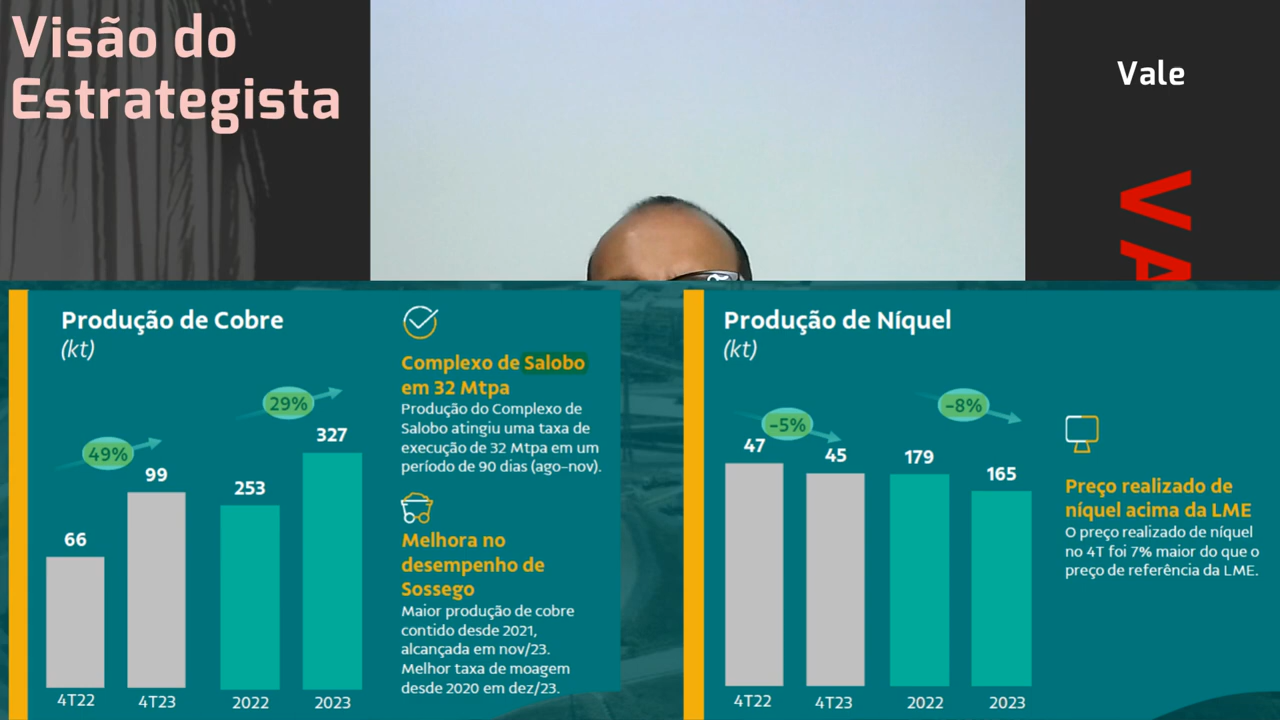 Visão do
Estrategista
Vale
VA
Produção de Cobre
(kt)
49%
29%
66
99
253
327
4T22
4T23
2022
2023
Complexo de Salobo
em 32 Mtpa
Produção do Complexo de
Salobo atingiu uma taxa de
execução de 32 Mtpa em um
período de 90 dias (ago-nov).
Melhora no
desempenho de
Sossego
Maior produção de cobre
contido desde 2021,
alcançada em nov/23.
Melhor taxa de moagem
desde 2020 em dez/23.
Produção de Níquel
(kt)
-5%
-8%
47
45
179
165
4T22
4T23
2022
2023
Preço realizado de
níquel acima da LME
O preço realizado de níquel
no 4T foi 7% maior do que o
preço de referência da LME.